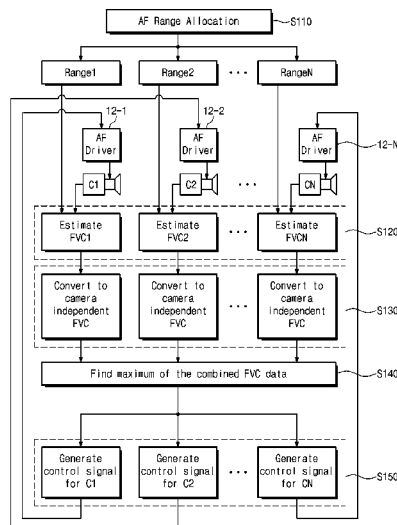 AF Range Allocation
S110
Range1
Range2
...
RangeN
12-1
12-2
12-N
AF
Driver
AF
Driver
AF
Driver
C1
C2
...
CN
Estimate
FVC1
Estimate
FVC2
...
Estimate
FVCN
S120
Convert to
camera
independent
FVC
Convert to
camera
independent
FVC
...
Convert to
camera
independent
FVC
S130
Find maximum of the combined FVC data
S140
Generate
control signal
for C1
Generate
control signal
for C2
...
Generate
control signal
for CN
S150